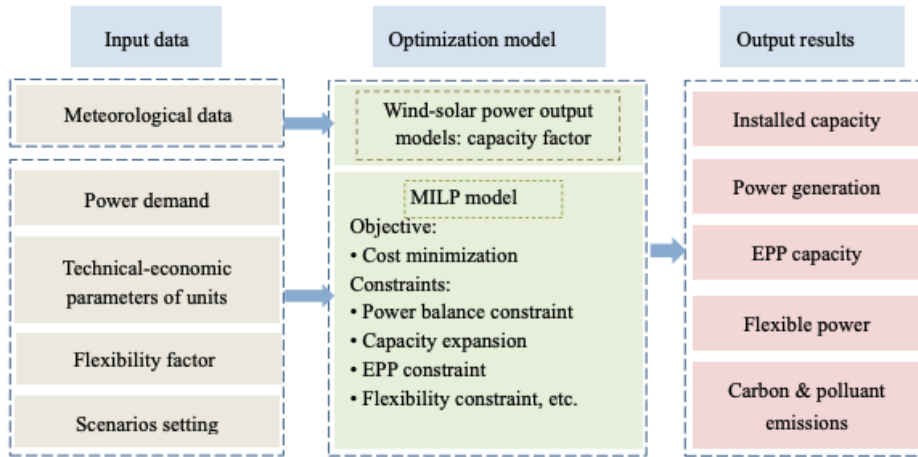 Input data
Meteorological data
Power demand
Technical-economic
parameters of units
Flexibility factor
Scenarios setting
Optimization model
Wind-solar power output
models: capacity factor
MILP model
Objective:
• Cost minimization
Constraints:
• Power balance constraint
• Capacity expansion
• EPP constraint
• Flexibility constraint, etc.
Output results
Installed capacity
Power generation
EPP capacity
Flexible power
Carbon & polluant
emissions